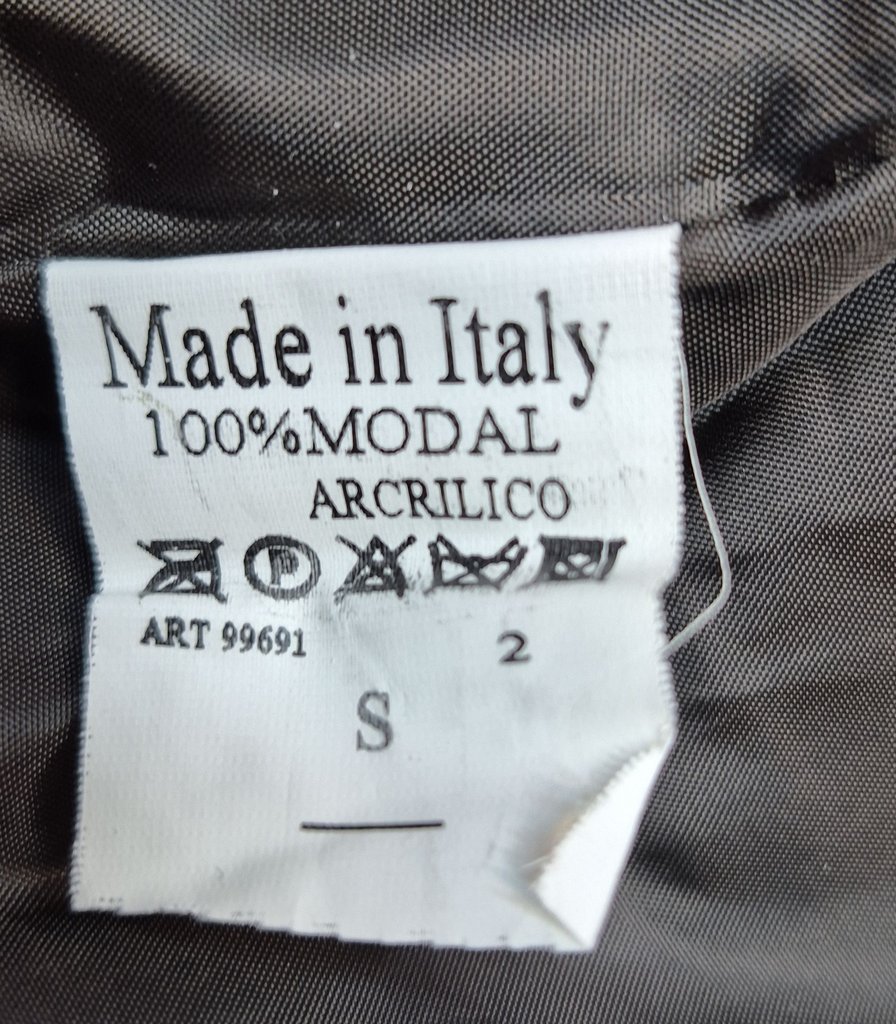 Made in Italy
100%MODAL
ARCRILICO
P
ART 99691 2
S